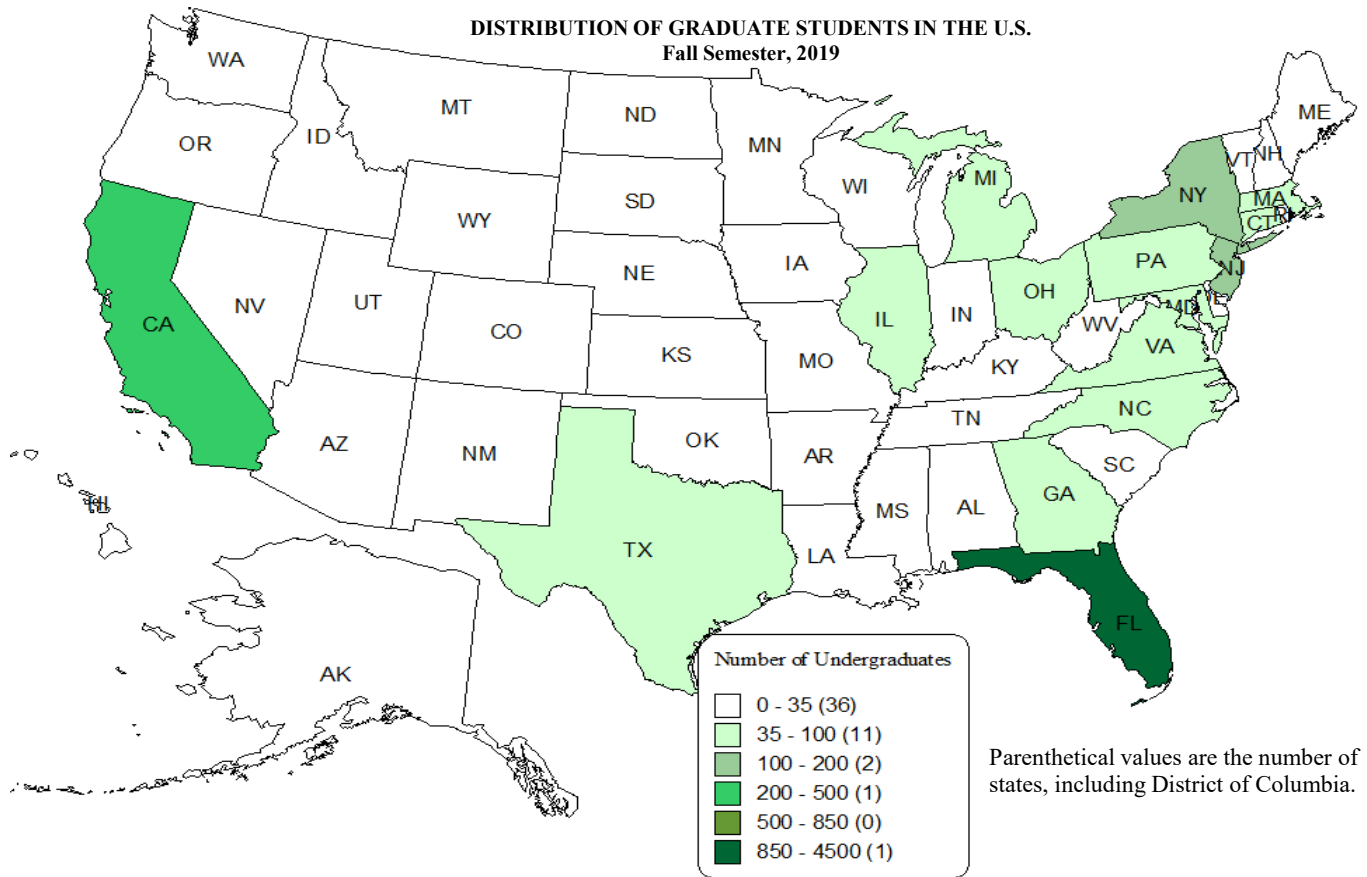 DISTRIBUTION OF GRADUATE STUDENTS IN THE U.S.
Fall Semester, 2019
WA
MT
ND
MN
ME
OR
ID
WI
MI
VT
NH
SD
NY
WY
MA
CT
RI
IA
NE
PA
NJ
NV
UT
OH
IL
IN
MD
CA
CO
WV
VA
KS
MO
KY
NC
TN
OK
AZ
NM
AR
SC
GA
MS
AL
HI
TX
LA
FL
AK
Number of Undergraduates
0 - 35 (36)
35 - 100 (11)
100 - 200 (2)
200 - 500 (1)
500 - 850 (0)
850 - 4500 (1)
Parenthetical values are the number of
states, including District of Columbia.